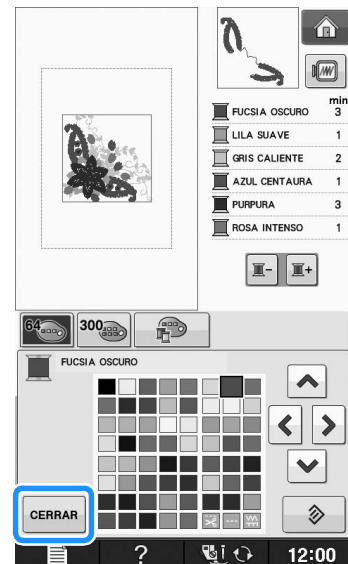 min
FUCSIA OSCURO 3
LILA SUAVE 1
GRIS CALIENTE 2
AZUL CENTAURA 1
PURPURA 3
ROSA INTENSO 1
- +
64 300
FUCSIA OSCURO
CERRAR
? 12:00